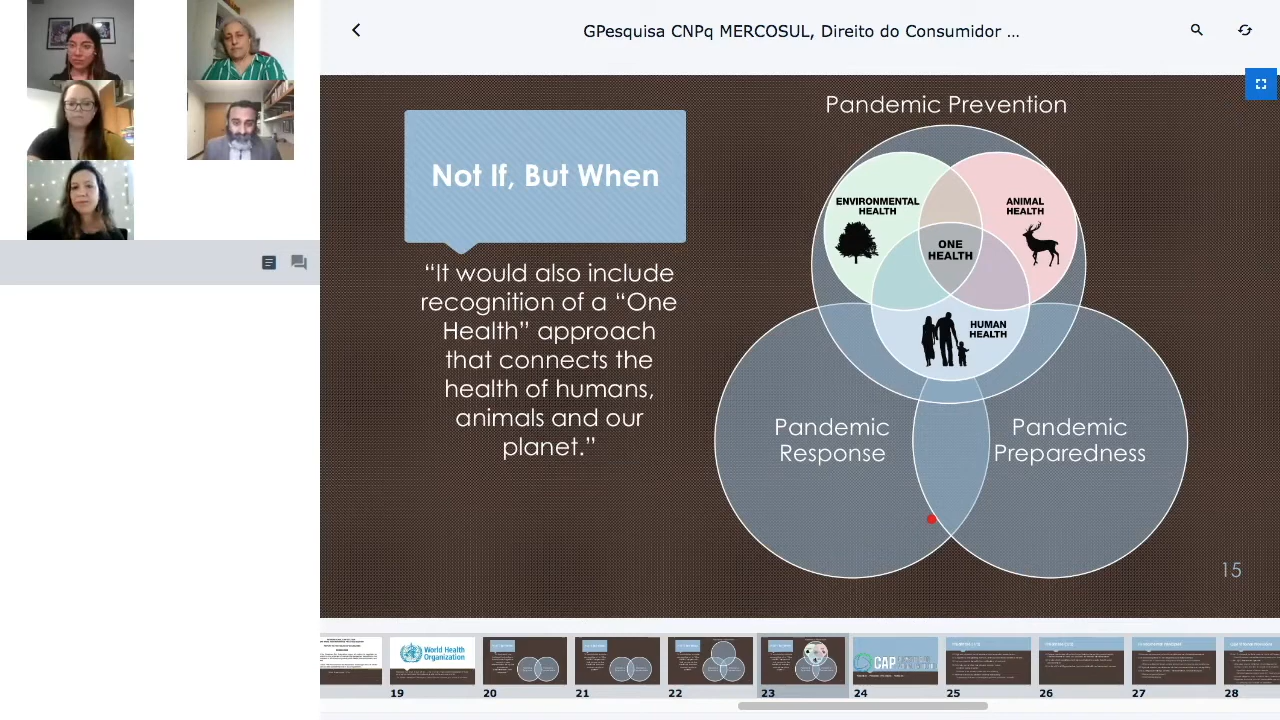 GPesquisa CNPq MERCOSUL, Direito do Consumidor ...
Not If, But When
“It would also include
recognition of a “One
Health” approach
that connects the
health of humans,
animals and our
planet.”
Pandemic Prevention
ENVIRONMENTAL
HEALTH
ANIMAL
HEALTH
ONE
HEALTH
HUMAN
HEALTH
Pandemic
Response
Pandemic
Preparedness
15
World Health
Organization
CAP
19
20
21
22
23
24
25
26
27
28